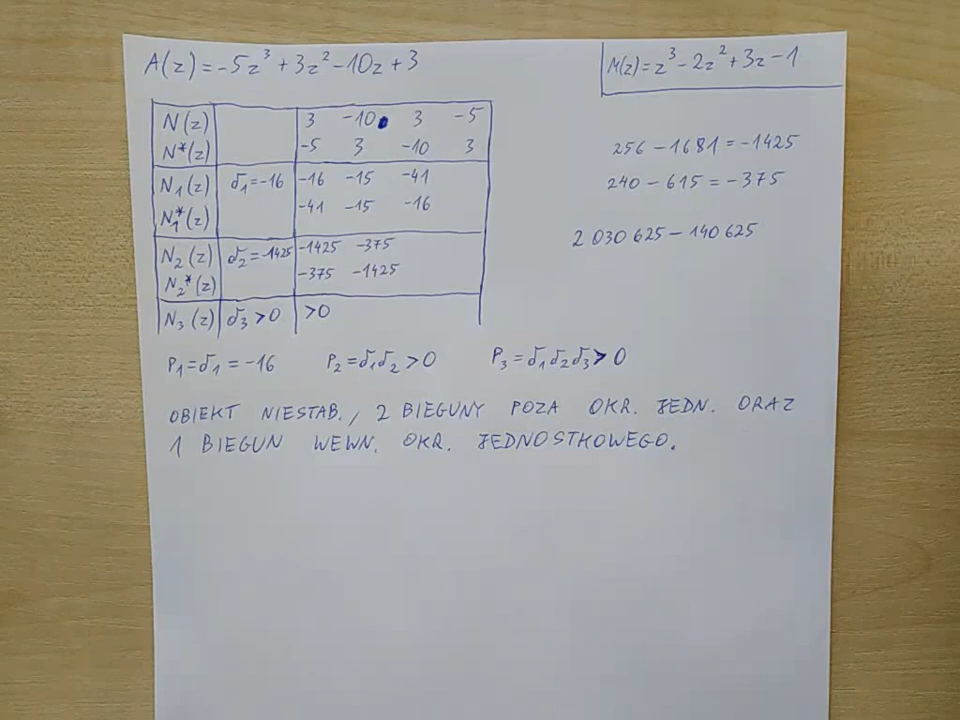 A(z) = -5z³ + 3z² - 10z + 3
M(z) = z³ - 2z² + 3z - 1
N(z) 3 -10 3 -5
N*(z) -5 3 -10 3
N₁(z) δ₁ = -16 -16 -15 -41
N₁*(z) -41 -15 -16
N₂(z) δ₂ = -1425 -1425 -375
N₂*(z) -375 -1425
N₃(z) δ₃ > 0 >0
256 - 1681 = -1425
240 - 615 = -375
2 030 625 - 140 625
P₁ = δ₁ = -16 P₂ = δ₁δ₂ > 0 P₃ = δ₁δ₂δ₃ > 0
OBIEKT NIESTAB., 2 BIEGUNY POZA OKR. JEDN. ORAZ
1 BIEGUN WEWN. OKR. JEDNOSTKOWEGO.